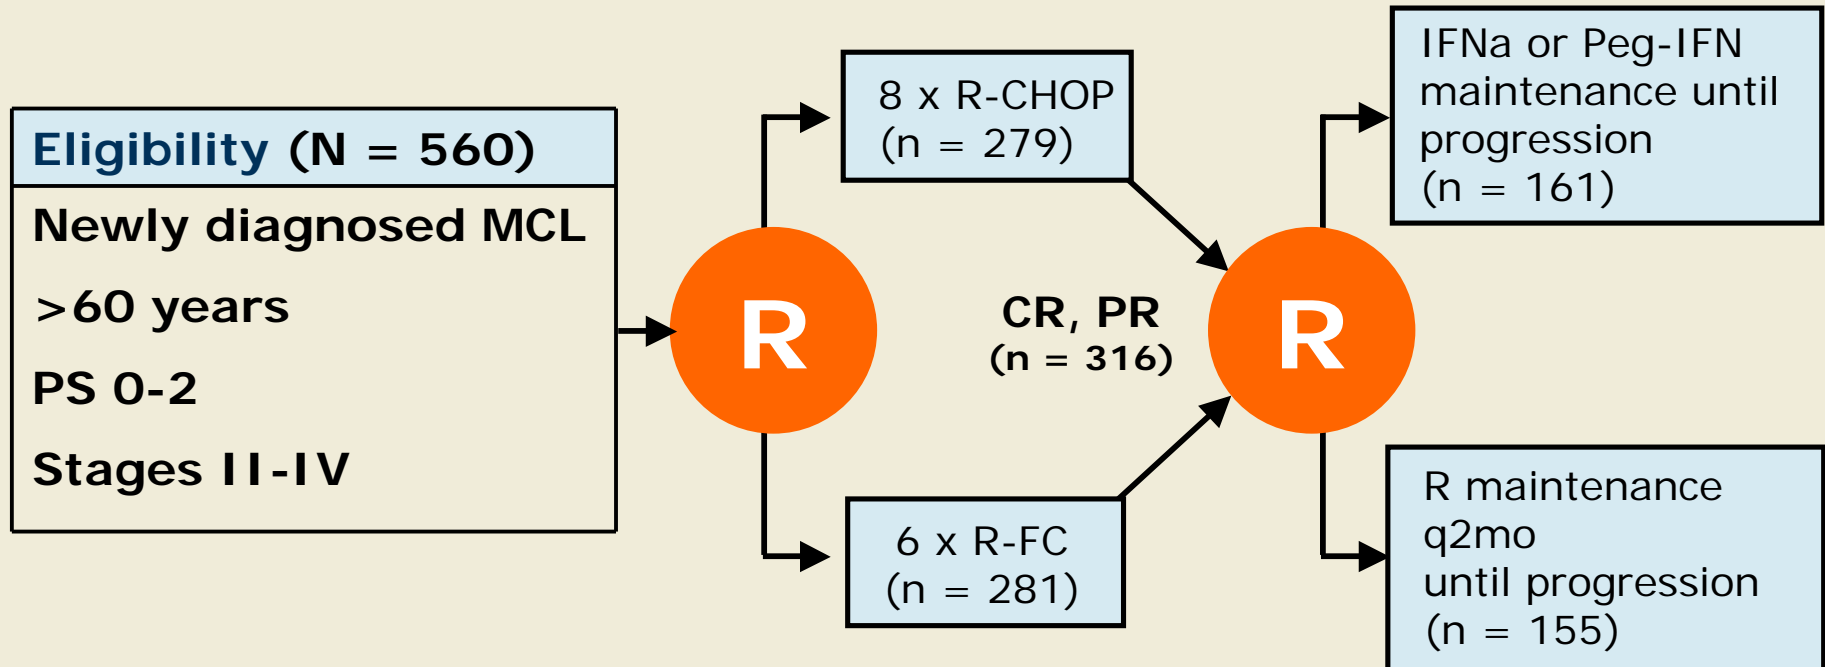 Eligibility (N = 560)
Newly diagnosed MCL
>60 years
PS 0-2
Stages II-IV
R
8 x R-CHOP
(n = 279)
6 x R-FC
(n = 281)
CR, PR
(n = 316)
R
IFNa or Peg-IFN
maintenance until
progression
(n = 161)
R maintenance
q2mo
until progression
(n = 155)